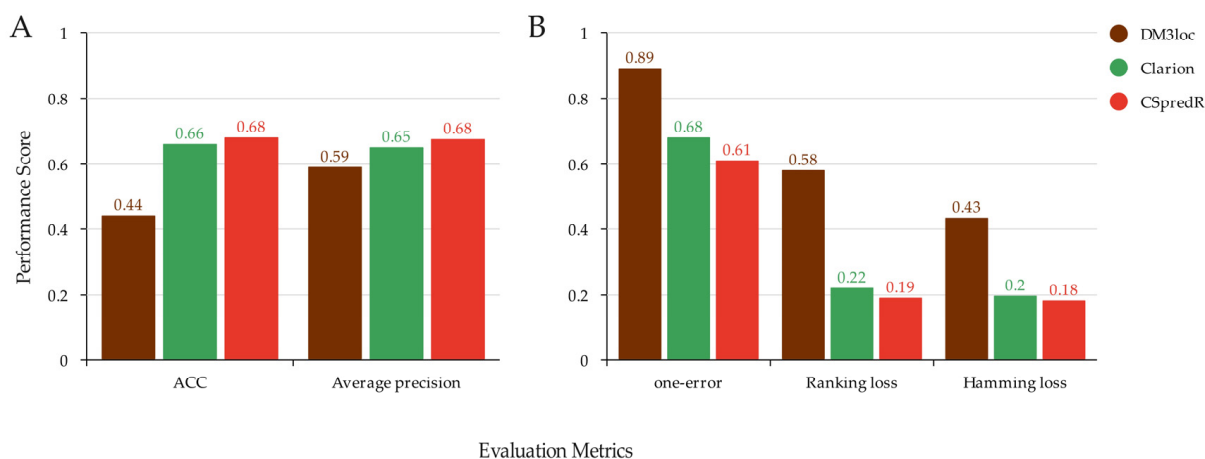 A
B
1
0.8
0.6
0.4
0.2
0
Performance Score
0.44
0.66
0.68
0.59
0.65
0.68
ACC
Average precision
1
0.8
0.6
0.4
0.2
0
0.89
0.68
0.61
0.58
0.22
0.19
0.43
0.2
0.18
one-error
Ranking loss
Hamming loss
DM3loc
Clarion
CSpredR
Evaluation Metrics